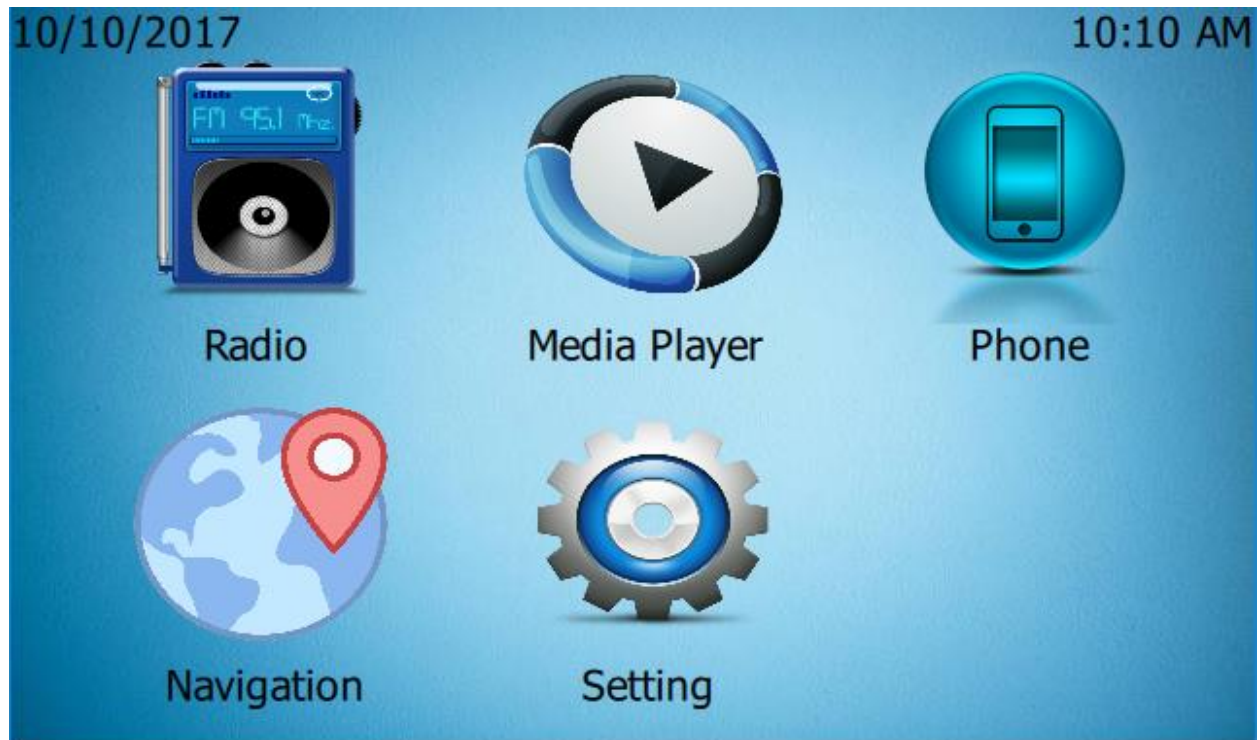 10/10/2017 10:10 AM
FM 95.1 MHz.
Radio Media Player Phone
Navigation Setting